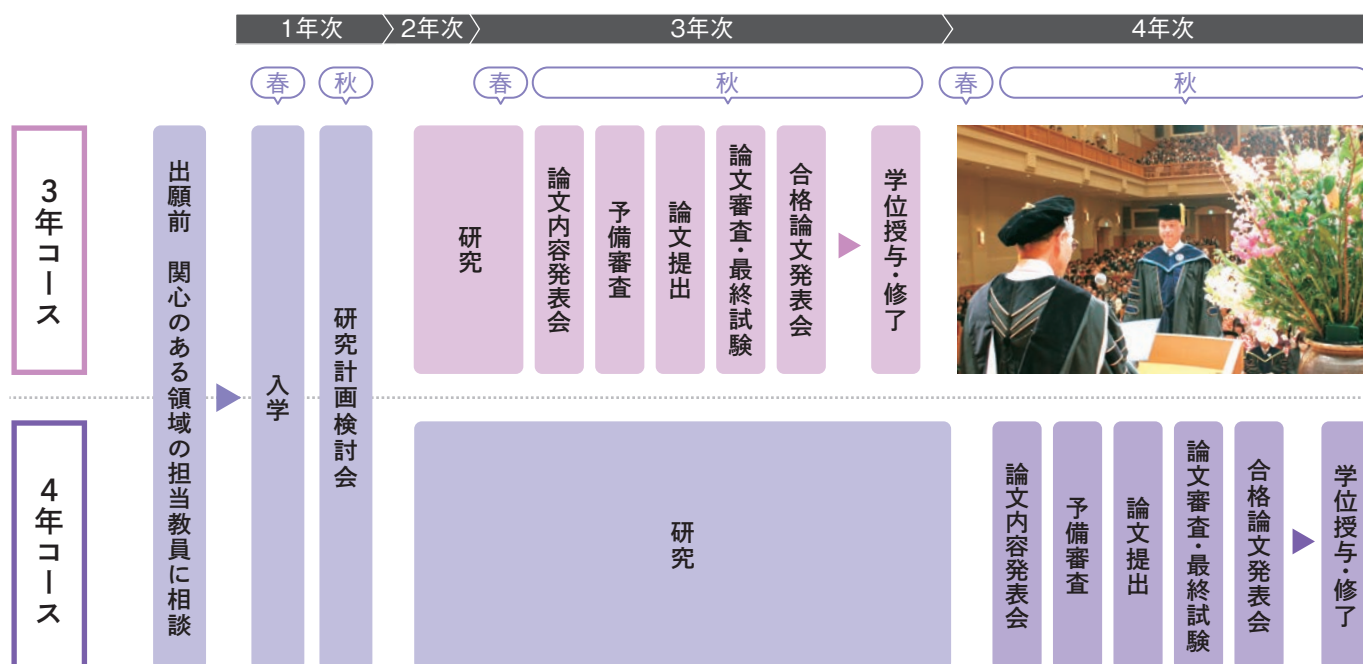 1年次
2年次
3年次
4年次
春
秋
春
秋
春
秋
3年コース
出願前 関心のある領域の担当教員に相談
入学
研究計画検討会
研究
論文内容発表会
予備審査
論文提出
論文審査・最終試験
合格論文発表会
学位授与・修了
4年コース
研究
論文内容発表会
予備審査
論文提出
論文審査・最終試験
合格論文発表会
学位授与・修了